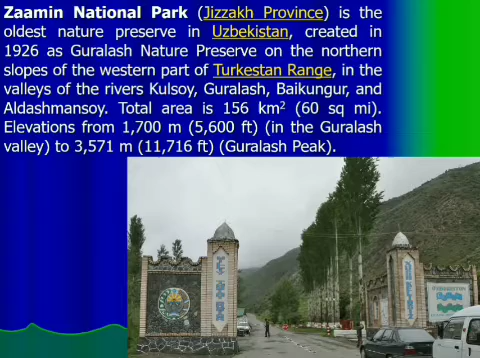 Zaamin National Park (Jizzakh Province) is the
oldest nature preserve in Uzbekistan, created in
1926 as Guralash Nature Preserve on the northern
slopes of the western part of Turkestan Range, in the
valleys of the rivers Kulsoy, Guralash, Baikungur, and
Aldashmansoy. Total area is 156 km² (60 sq mi).
Elevations from 1,700 m (5,600 ft) (in the Guralash
valley) to 3,571 m (11,716 ft) (Guralash Peak).